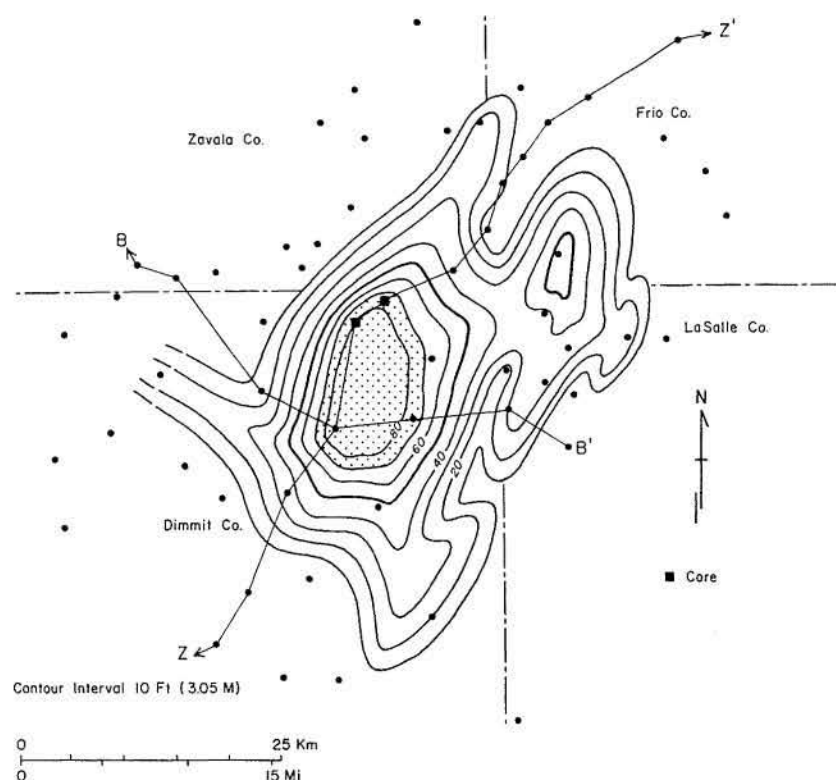 Z'
Zavala Co.
Frio Co.
B
LaSalle Co.
N
80
60
40
20
B'
Dimmit Co.
Core
Z
Contour Interval 10 Ft (3.05 M)
0 25 Km
0 15 Mi